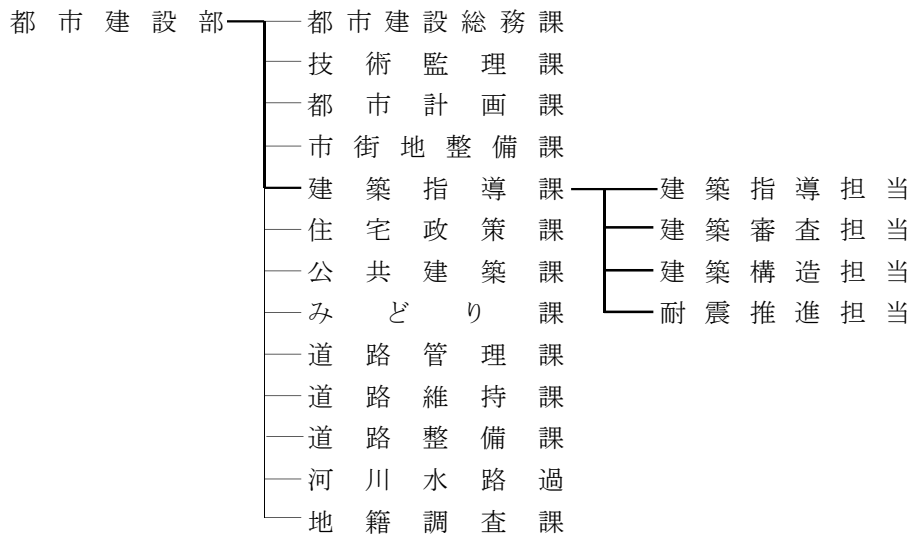 都市建設部 都市建設総務課
技術監理課
都市計画課
市街地整備課
建築指導課 建築指導担当
住宅政策課 建築審査担当
公共建築課 建築構造担当
みどり課 耐震推進担当
道路管理課
道路維持課
道路整備課
河川水路過
地籍調査課